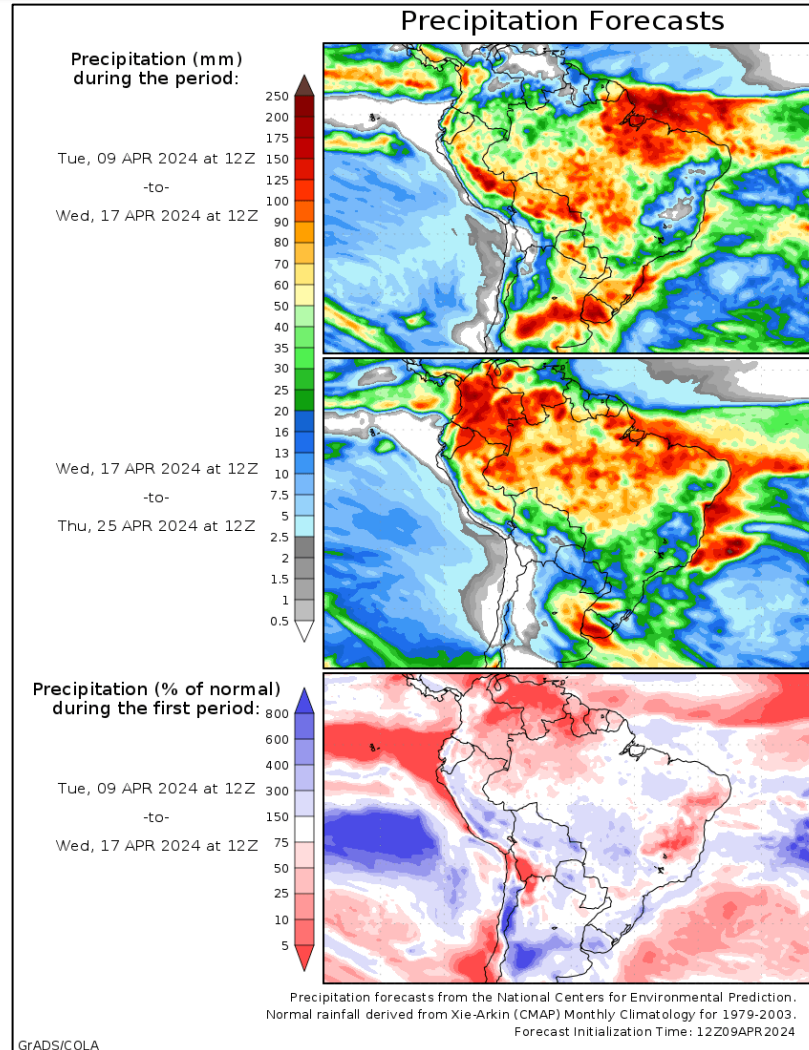 Precipitation Forecasts
Precipitation (mm)
during the period:
Tue, 09 APR 2024 at 12Z
-to-
Wed, 17 APR 2024 at 12Z
250
200
175
150
125
100
90
80
70
60
50
40
35
30
25
20
16
13
10
7.5
5
2.5
2
1.5
1
0.5
Wed, 17 APR 2024 at 12Z
-to-
Thu, 25 APR 2024 at 12Z
Precipitation (% of normal)
during the first period:
Tue, 09 APR 2024 at 12Z
-to-
Wed, 17 APR 2024 at 12Z
800
600
400
300
150
75
50
25
10
5
Precipitation forecasts from the National Centers for Environmental Prediction.
Normal rainfall derived from Xie-Arkin (CMAP) Monthly Climatology for 1979-2003.
Forecast Initialization Time: 12Z09APR2024
GrADS/COLA